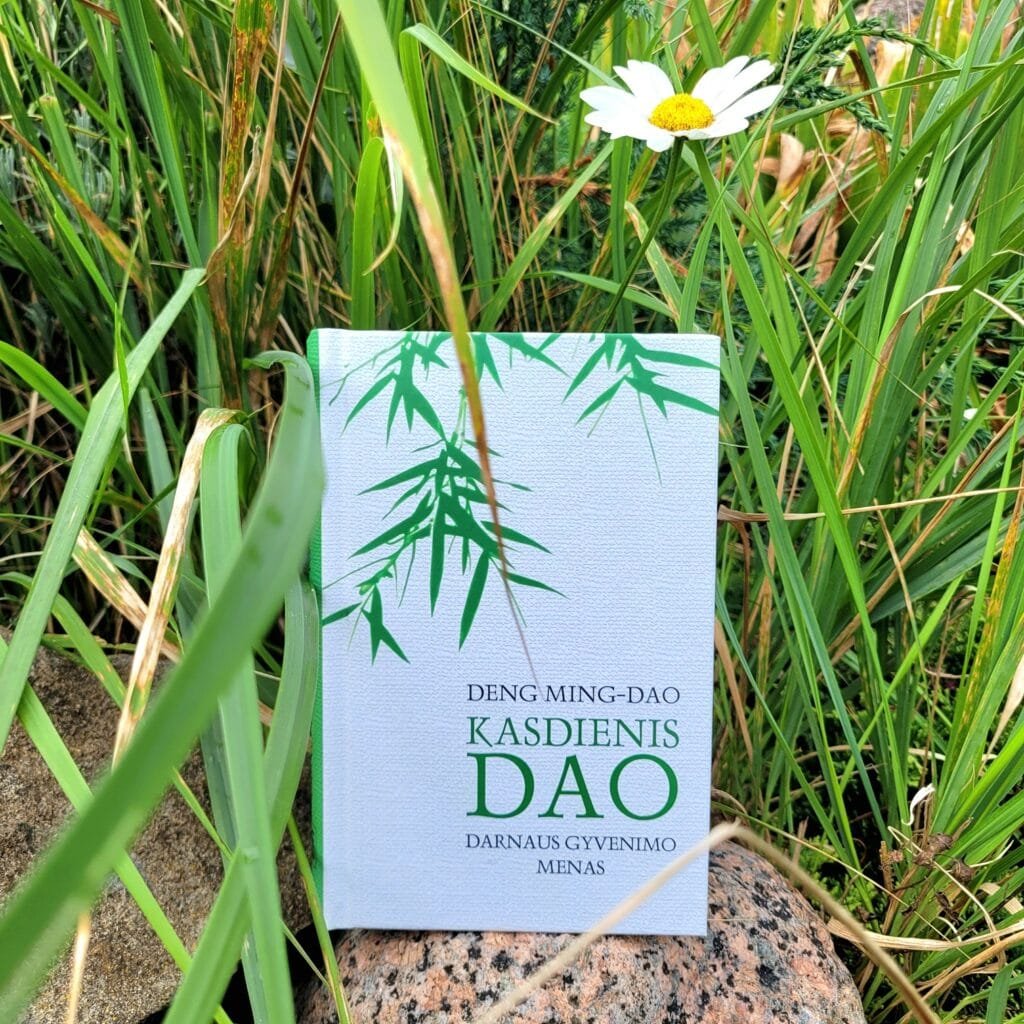 DENG MING-DAO
KASDIENIS
DAO
DARNAUS GYVENIMO
MENAS